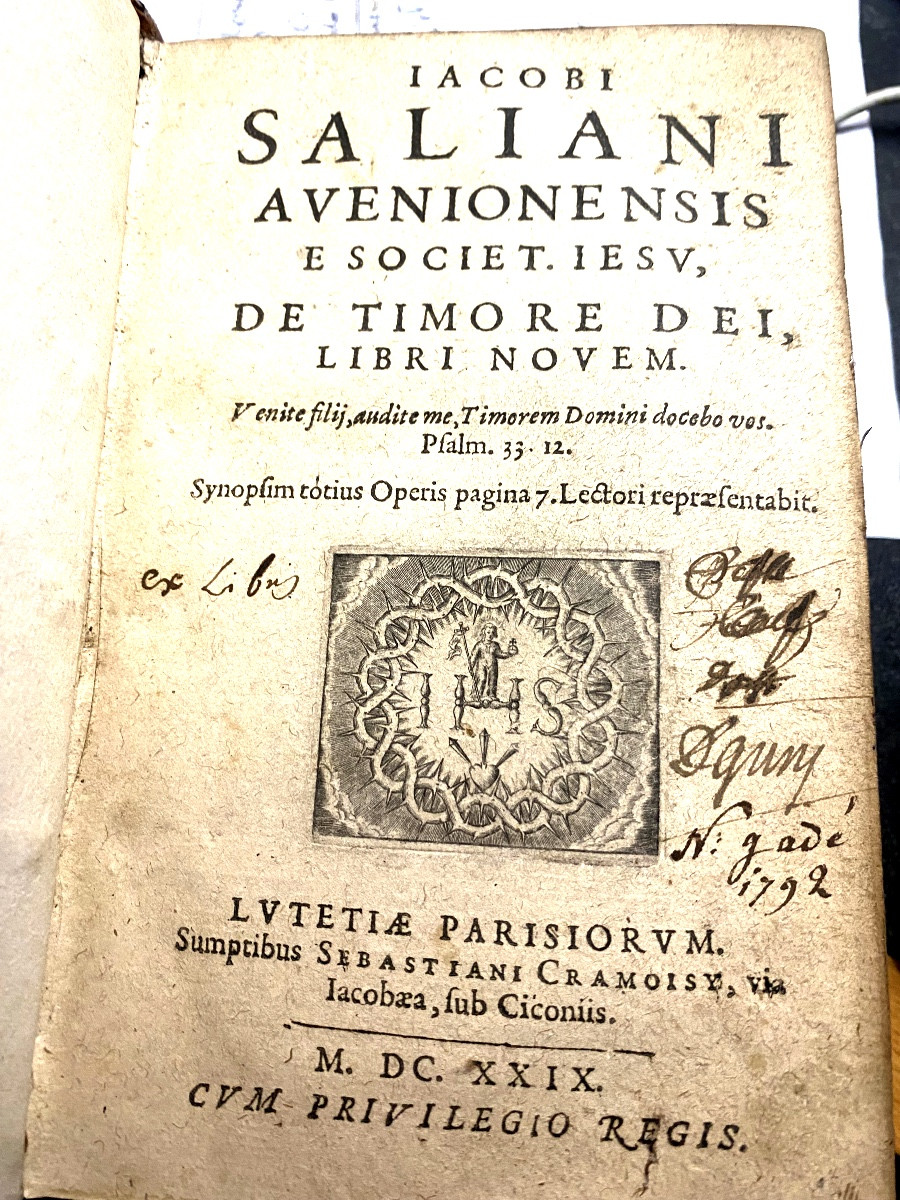 IACOBI
SALIANI
AVENIONENSIS
E SOCIET. IESV,
DE TIMORE DEI,
LIBRI NOVEM.
Venite filij, audite me, Timorem Domini docebo vos.
Psalm. 33. 12.
Synopsim totius Operis pagina 7. Lectori repræsentabit.
ex Libris
IHS
N: gadé
1792
LVTETIÆ PARISIORVM.
Sumptibus SEBASTIANI CRAMOISY, via
Iacobæa, sub Ciconiis.
M. DC. XXIX.
CVM PRIVILEGIO REGIS.